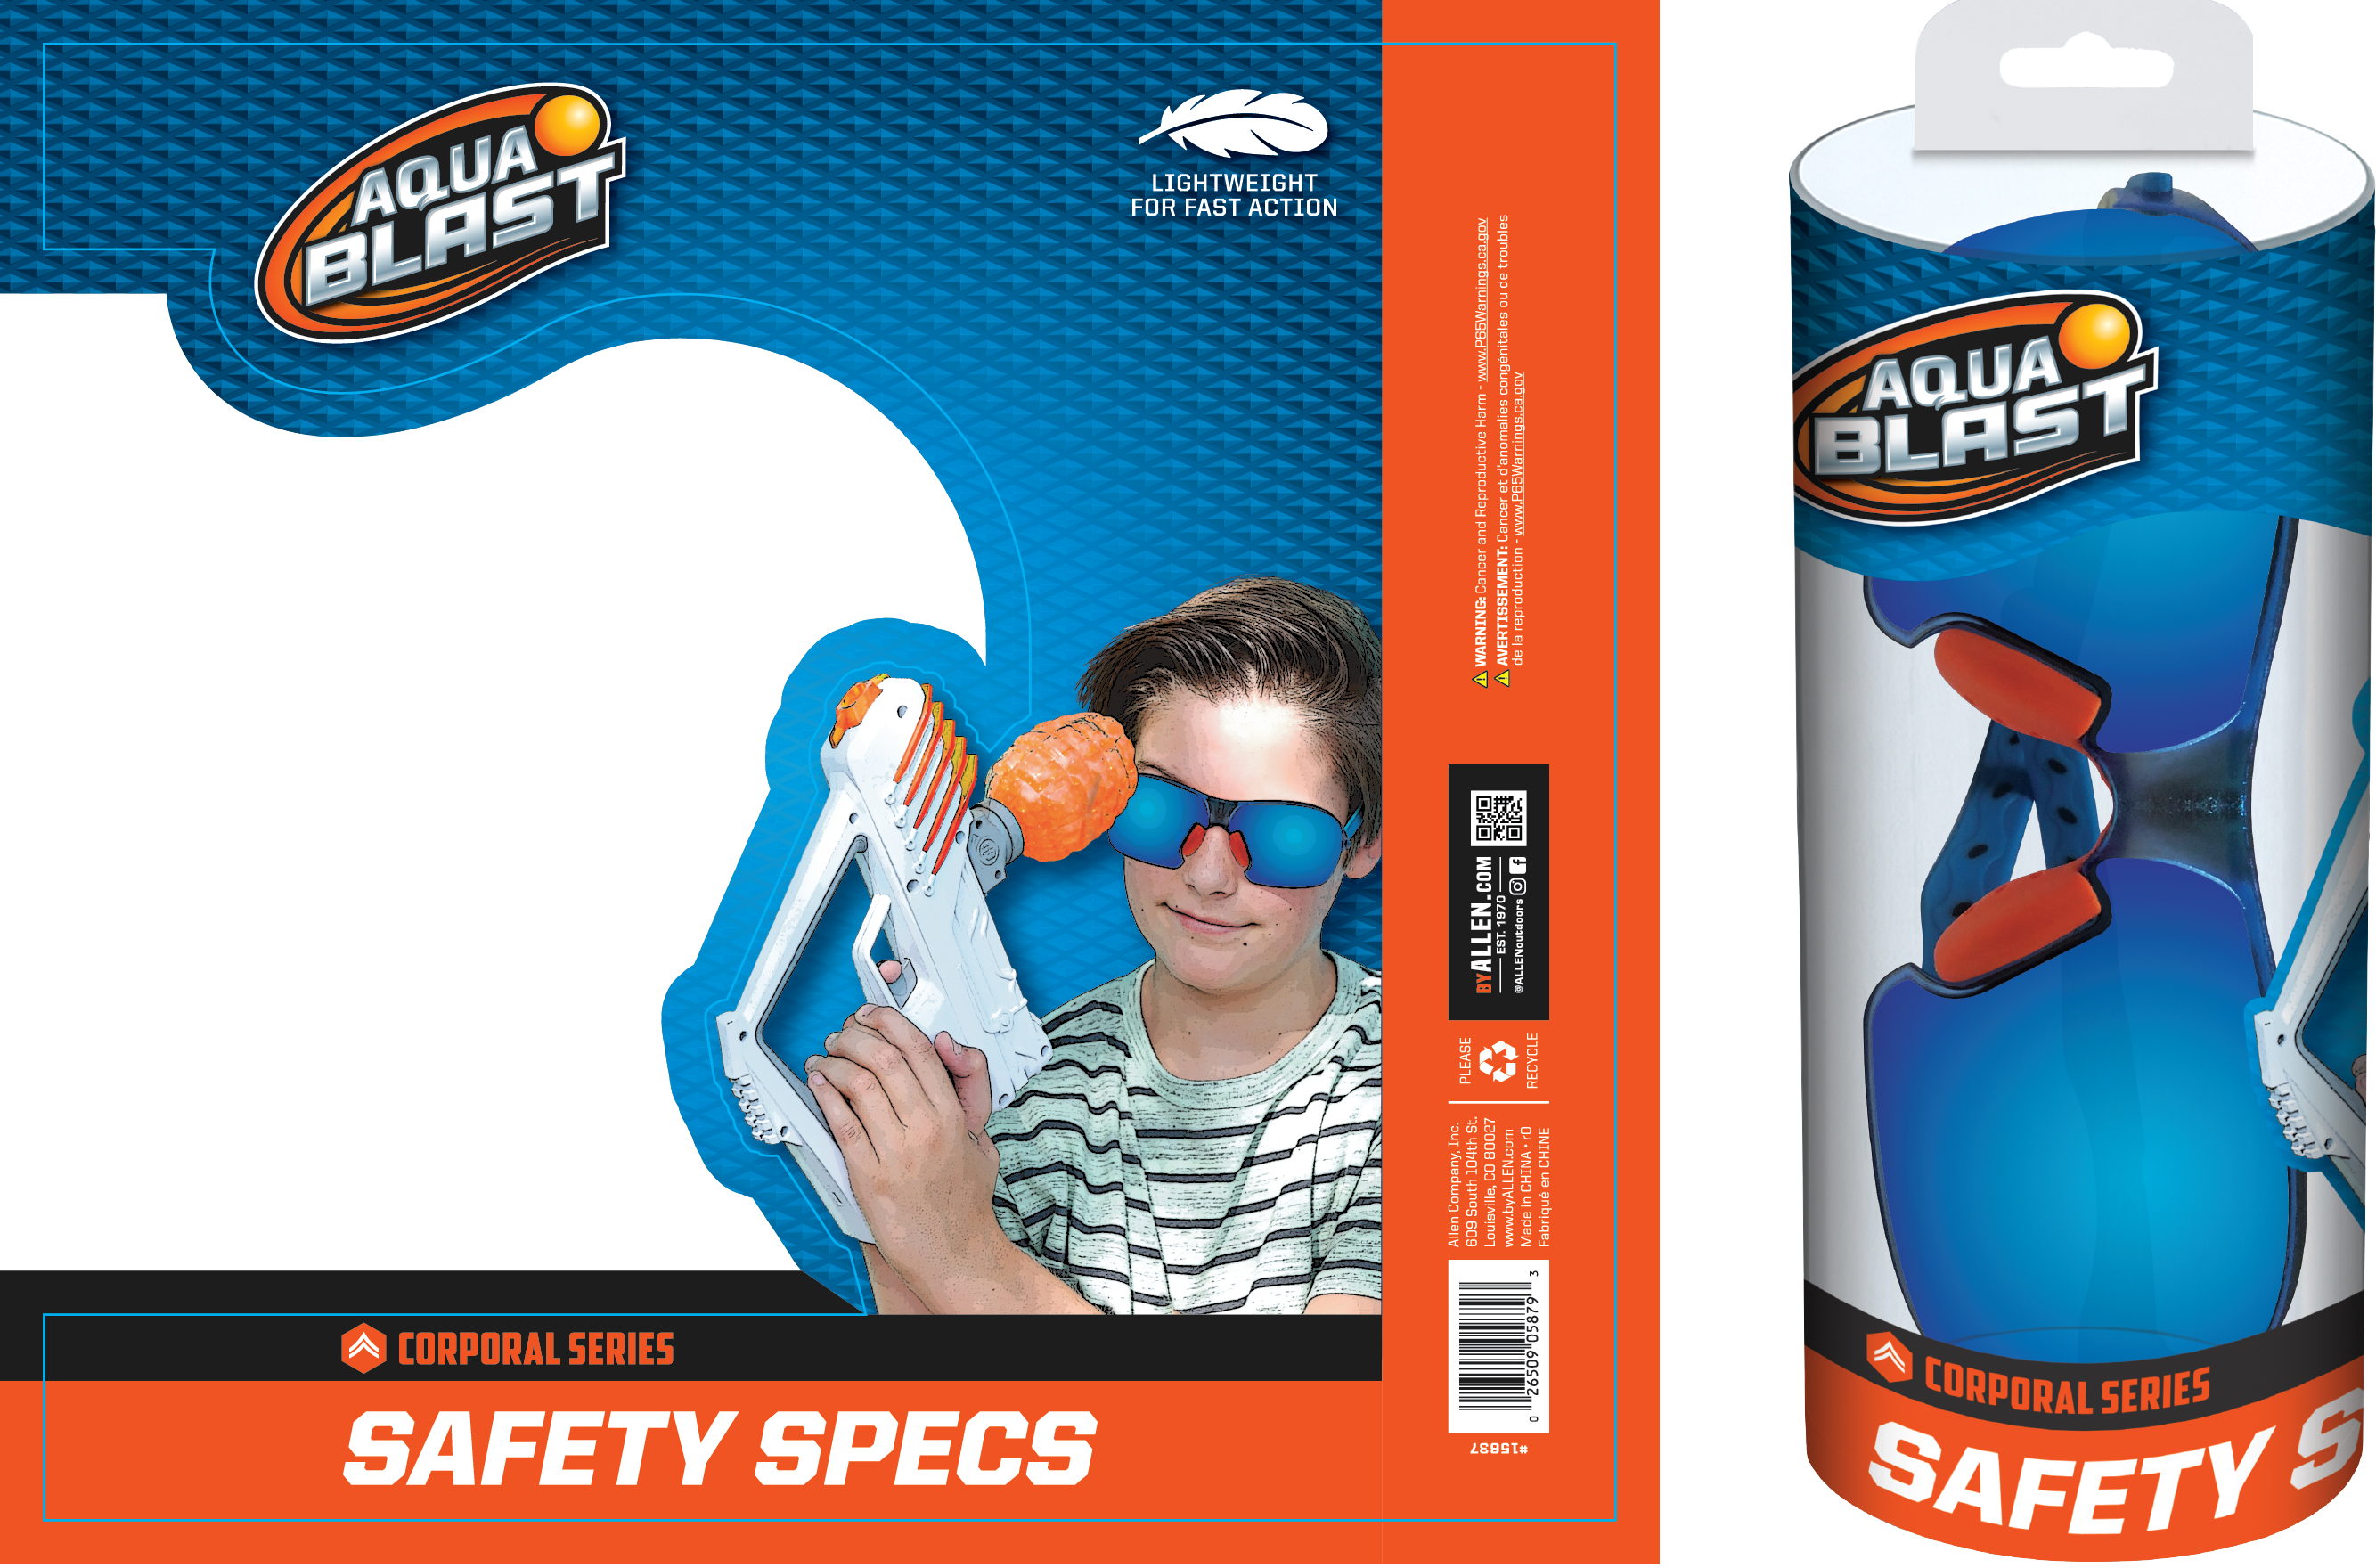 AQUA
BLAST
LIGHTWEIGHT
FOR FAST ACTION
⚠ WARNING: Cancer and Reproductive Harm - www.P65Warnings.ca.gov
⚠ AVERTISSEMENT: Cancer et d'anomalies congénitales ou de troubles
de la reproduction - www.P65Warnings.ca.gov
BYALLEN.COM
EST. 1970
@ALLENoutdoors
PLEASE
RECYCLE
Allen Company, Inc.
609 South 104th St.
Louisville, CO 80027
www.byALLEN.com
Made in CHINA • r0
Fabriqué en CHINE
0 26509 05879 3
#15637
CORPORAL SERIES
SAFETY SPECS
AQUA
BLAST
CORPORAL SERIES
SAFETY S